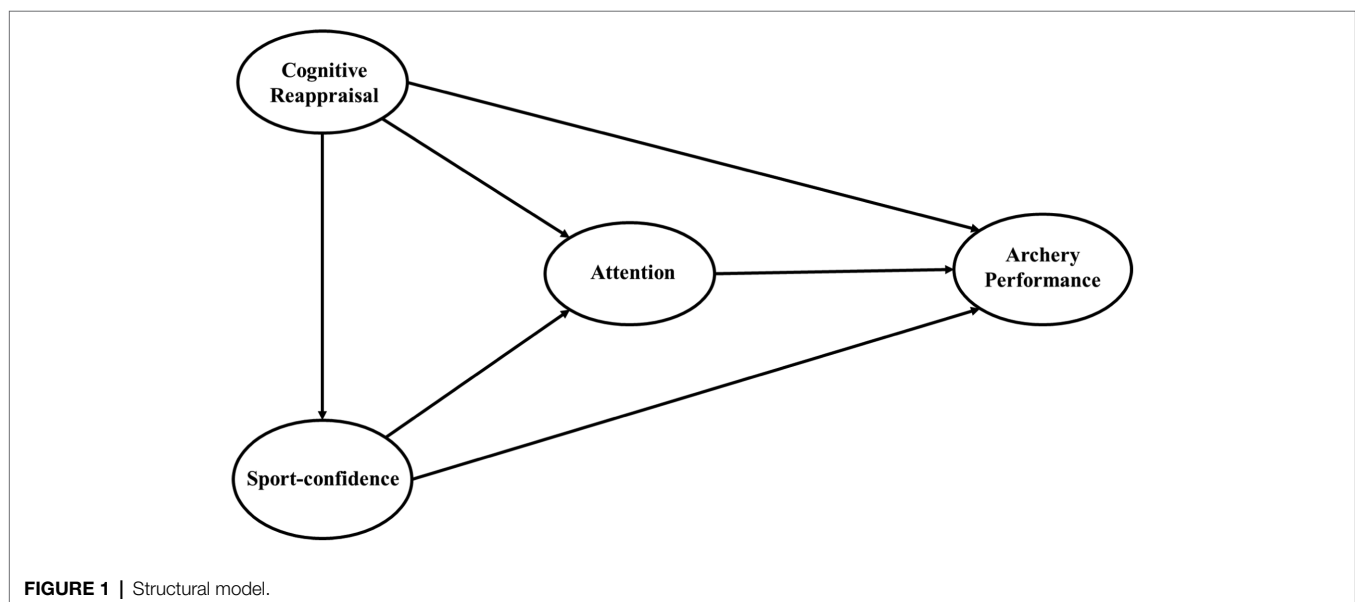 Cognitive
Reappraisal
Attention
Archery
Performance
Sport-confidence
FIGURE 1 | Structural model.